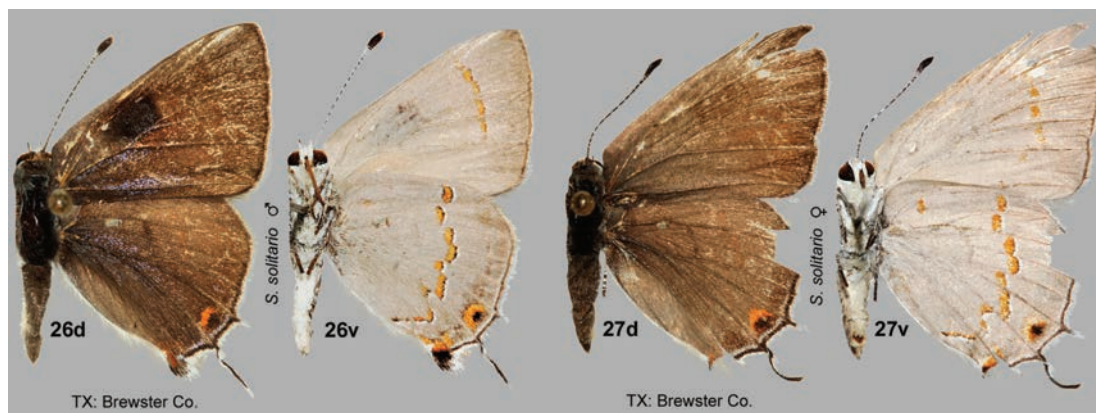 S. solitario ♂
S. solitario ♀
26d
26v
27d
27v
TX: Brewster Co.
TX: Brewster Co.